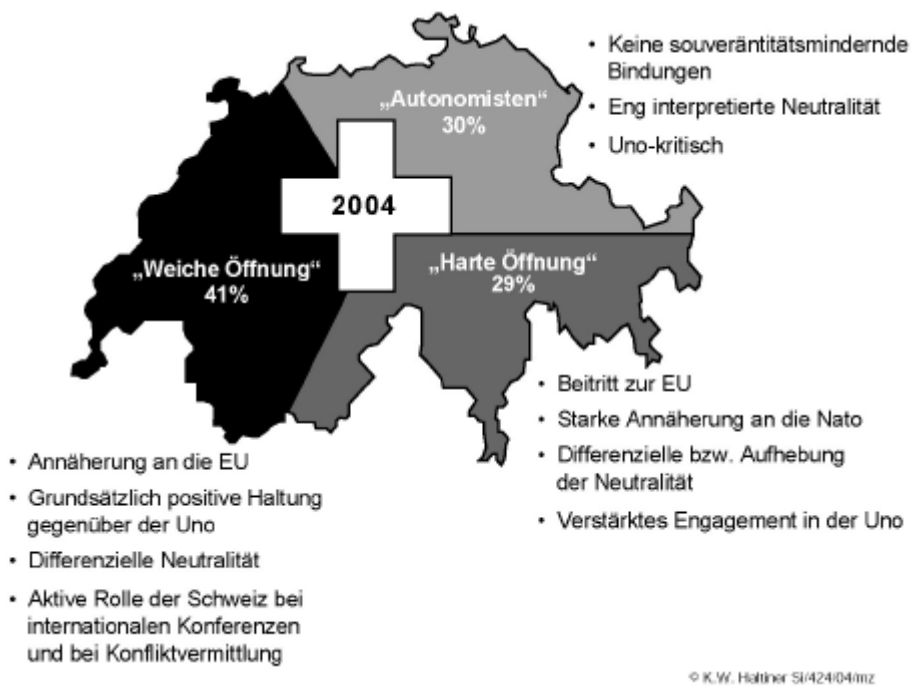 „Autonomisten“
30%
• Keine souveräntitätsmindernde
Bindungen
• Eng interpretierte Neutralität
• Uno-kritisch
2004
„Weiche Öffnung“
41%
„Harte Öffnung“
29%
• Beitritt zur EU
• Starke Annäherung an die Nato
• Differenzielle bzw. Aufhebung
der Neutralität
• Verstärktes Engagement in der Uno
• Annäherung an die EU
• Grundsätzlich positive Haltung
gegenüber der Uno
• Differenzielle Neutralität
• Aktive Rolle der Schweiz bei
internationalen Konferenzen
und bei Konfliktvermittlung
© K.W. Haltiner SI/424/04/mz